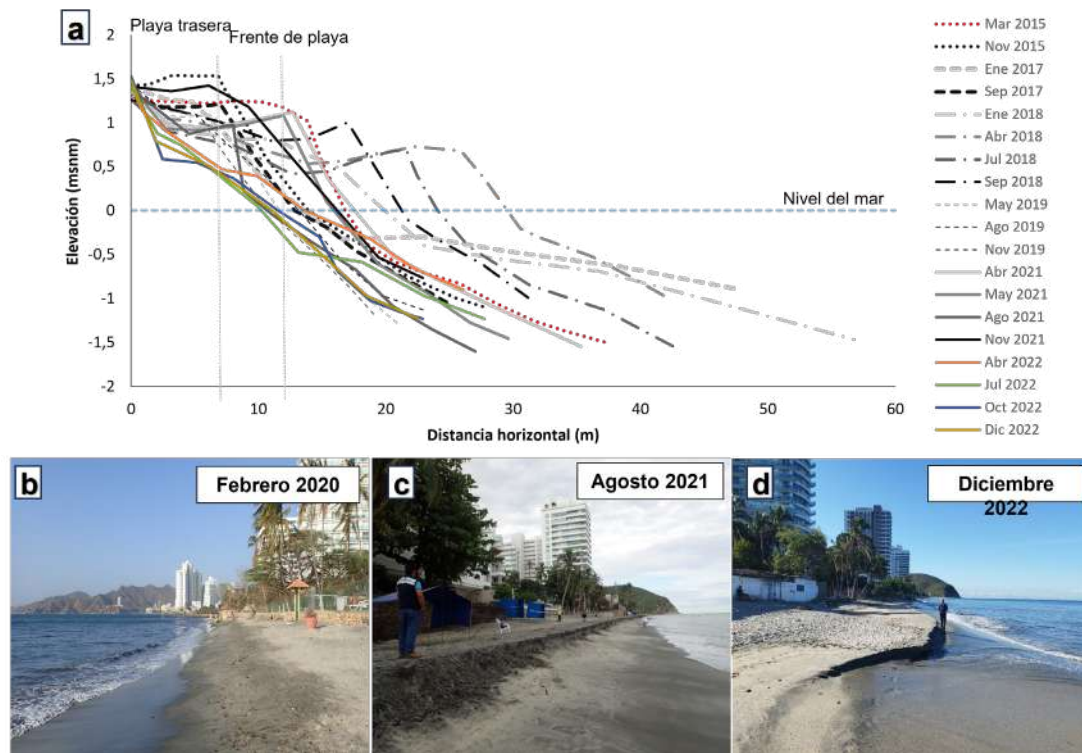 a
Playa trasera
Frente de playa
2
1,5
1
0,5
0
-0,5
-1
-1,5
-2
Elevación (msnm)
Nivel del mar
0
10
20
30
40
50
60
Distancia horizontal (m)
Mar 2015
Nov 2015
Ene 2017
Sep 2017
Ene 2018
Abr 2018
Jul 2018
Sep 2018
May 2019
Ago 2019
Nov 2019
Abr 2021
May 2021
Ago 2021
Nov 2021
Abr 2022
Jul 2022
Oct 2022
Dic 2022
b
Febrero 2020
c
Agosto 2021
d
Diciembre
2022